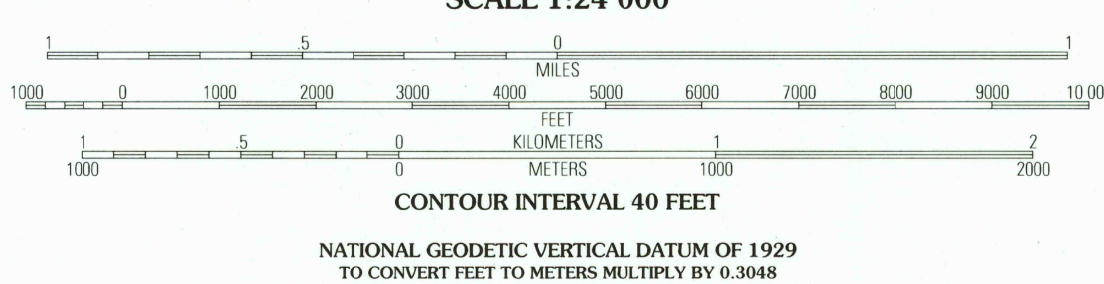 SCALE 1:24 000
1 .5 0 1
MILES
1000 0 1000 2000 3000 4000 5000 6000 7000 8000 9000 10 00
FEET
1 .5 0 KILOMETERS 1 2
1000 0 METERS 1000 2000
CONTOUR INTERVAL 40 FEET
NATIONAL GEODETIC VERTICAL DATUM OF 1929
TO CONVERT FEET TO METERS MULTIPLY BY 0.3048